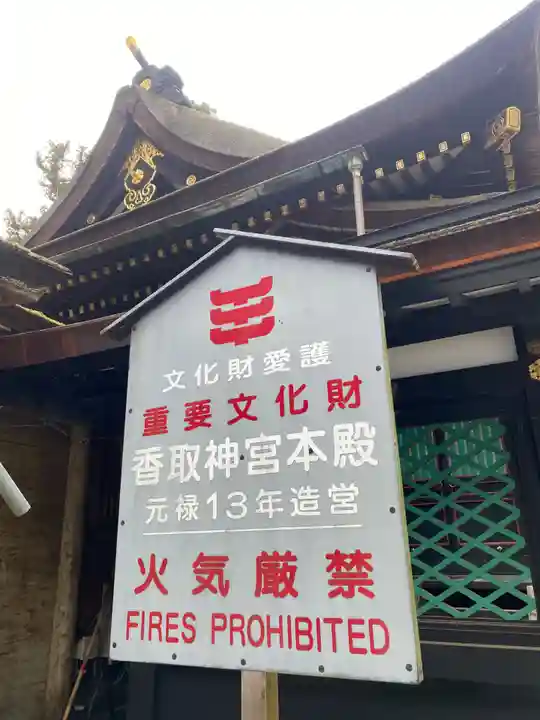 文化財愛護
重要文化財
香取神宮本殿
元禄13年造営
火気厳禁
FIRES PROHIBITED